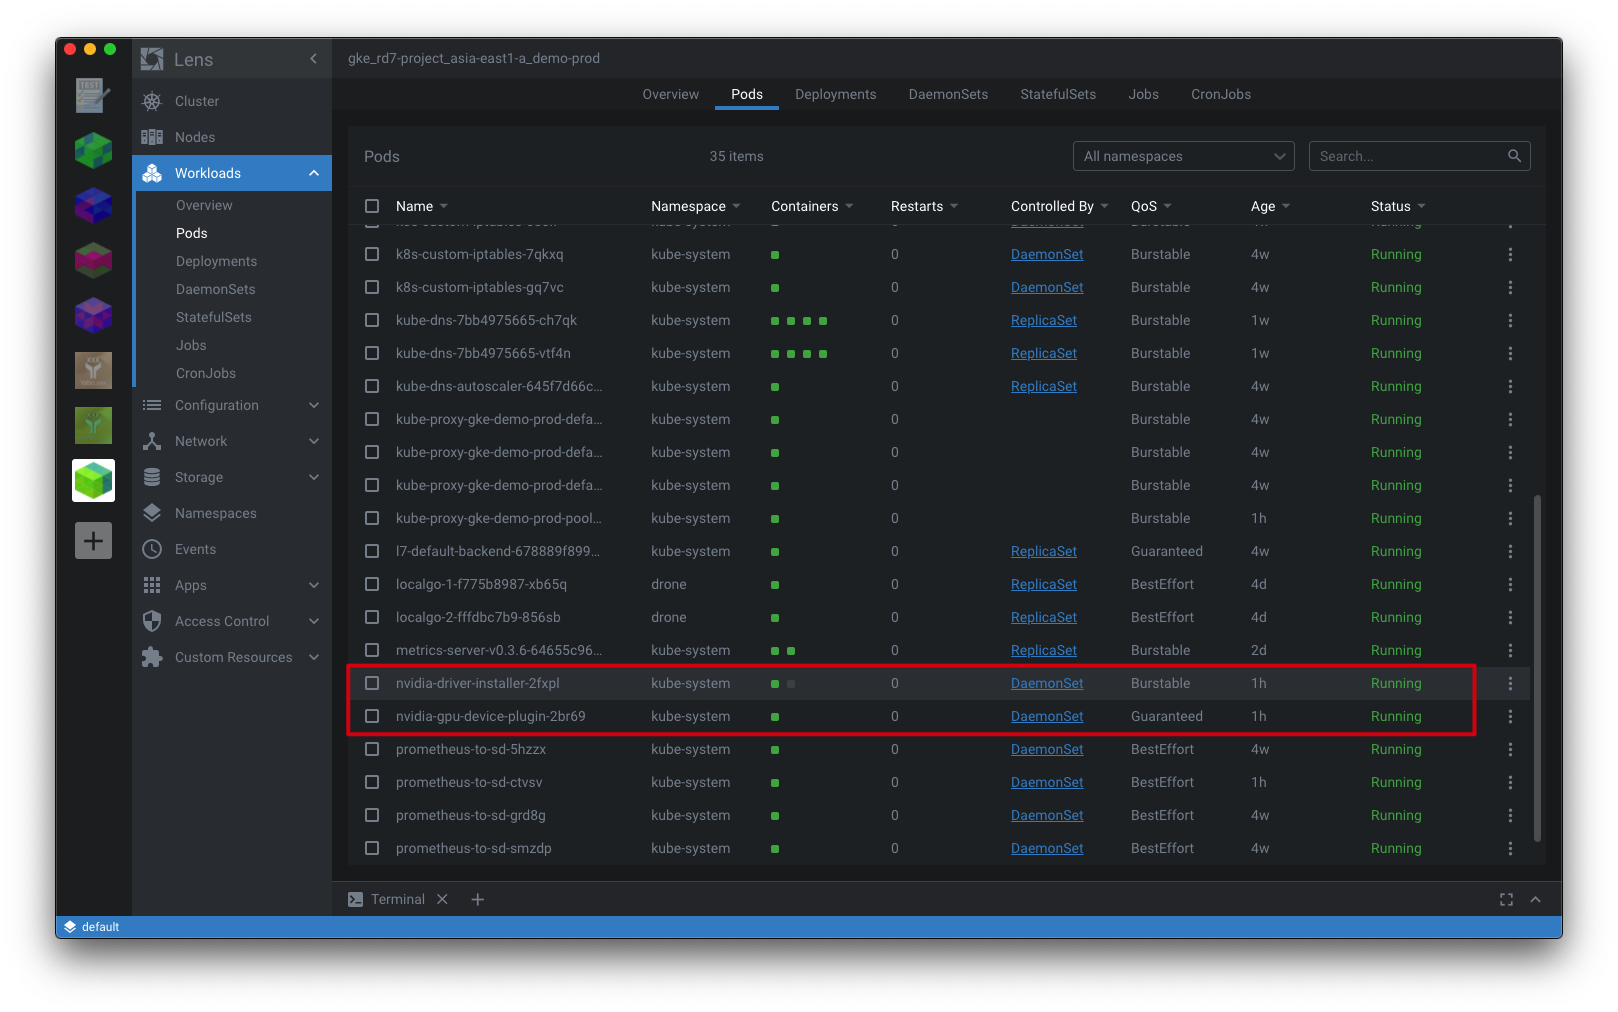 Lens
gke_rd7-project_asia-east1-a_demo-prod
TEST
Cluster
Nodes
Workloads
Overview
Pods
Deployments
DaemonSets
StatefulSets
Jobs
CronJobs
Configuration
Network
Storage
Namespaces
Events
Apps
Access Control
Custom Resources
Overview Pods Deployments DaemonSets StatefulSets Jobs CronJobs
Pods 35 items All namespaces Search...
Name Namespace Containers Restarts Controlled By QoS Age Status
k8s-custom-iptables-7qkxq kube-system 0 DaemonSet Burstable 4w Running
k8s-custom-iptables-gq7vc kube-system 0 DaemonSet Burstable 4w Running
kube-dns-7bb4975665-ch7qk kube-system 0 ReplicaSet Burstable 1w Running
kube-dns-7bb4975665-vtf4n kube-system 0 ReplicaSet Burstable 1w Running
kube-dns-autoscaler-645f7d66c... kube-system 0 ReplicaSet Burstable 4w Running
kube-proxy-gke-demo-prod-defa... kube-system 0 Burstable 4w Running
kube-proxy-gke-demo-prod-defa... kube-system 0 Burstable 4w Running
kube-proxy-gke-demo-prod-defa... kube-system 0 Burstable 4w Running
kube-proxy-gke-demo-prod-pool... kube-system 0 Burstable 1h Running
l7-default-backend-678889f899... kube-system 0 ReplicaSet Guaranteed 4w Running
localgo-1-f775b8987-xb65q drone 0 ReplicaSet BestEffort 4d Running
localgo-2-fffdbc7b9-856sb drone 0 ReplicaSet BestEffort 4d Running
metrics-server-v0.3.6-64655c96... kube-system 0 ReplicaSet Burstable 2d Running
nvidia-driver-installer-2fxpl kube-system 0 DaemonSet Burstable 1h Running
nvidia-gpu-device-plugin-2br69 kube-system 0 DaemonSet Guaranteed 1h Running
prometheus-to-sd-5hzzx kube-system 0 DaemonSet BestEffort 4w Running
prometheus-to-sd-ctvsv kube-system 0 DaemonSet BestEffort 1h Running
prometheus-to-sd-grd8g kube-system 0 DaemonSet BestEffort 4w Running
prometheus-to-sd-smzdp kube-system 0 DaemonSet BestEffort 4w Running
Terminal
default